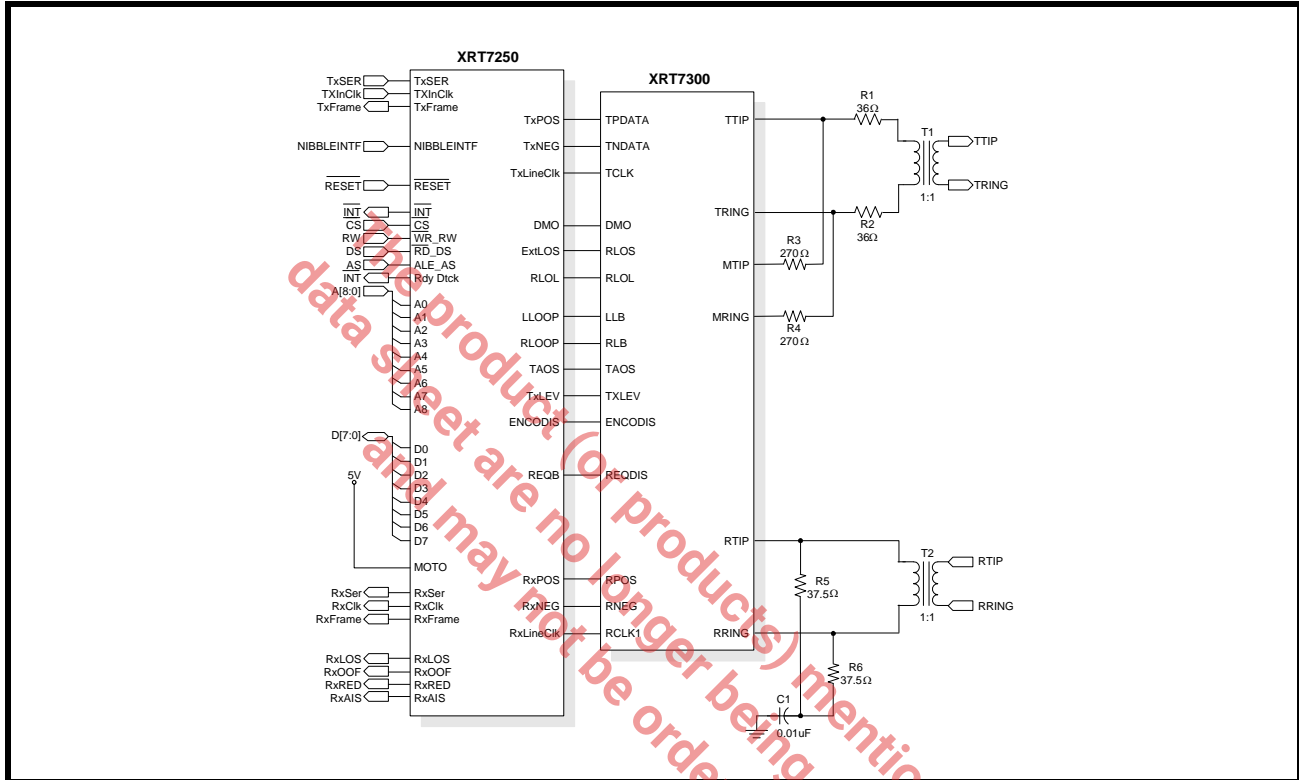 XRT7250
XRT7300
TxSER
TXInClk
TxFrame
NIBBLEINTF
RESET
INT
CS
RW
DS
AS
INT
A[8:0]
D[7:0]
5V
RxSer
RxClk
RxFrame
RxLOS
RxOOF
RxRED
RxAIS
TxSER
TXInClk
TxFrame
NIBBLEINTF
RESET
INT
CS
WR_RW
RD_DS
ALE_AS
Rdy Dtck
A0
A1
A2
A3
A4
A5
A6
A7
A8
D0
D1
D2
D3
D4
D5
D6
D7
MOTO
RxSer
RxClk
RxFrame
RxLOS
RxOOF
RxRED
RxAIS
TxPOS
TxNEG
TxLineClk
DMO
ExtLOS
RLOL
LLOOP
RLOOP
TAOS
TxLEV
ENCODIS
REQB
RxPOS
RxNEG
RxLineClk
TPDATA
TNDATA
TCLK
DMO
RLOS
RLOL
LLB
RLB
TAOS
TXLEV
ENCODIS
REQDIS
RPOS
RNEG
RCLK1
TTIP
TRING
MTIP
MRING
RTIP
RRING
R1
36Ω
R2
36Ω
R3
270Ω
R4
270Ω
T1
1:1
TTIP
TRING
R5
37.5Ω
R6
37.5Ω
C1
0.01uF
T2
1:1
RTIP
RRING
The product (or products) mentio
data sheet are no longer being
and may not be orde